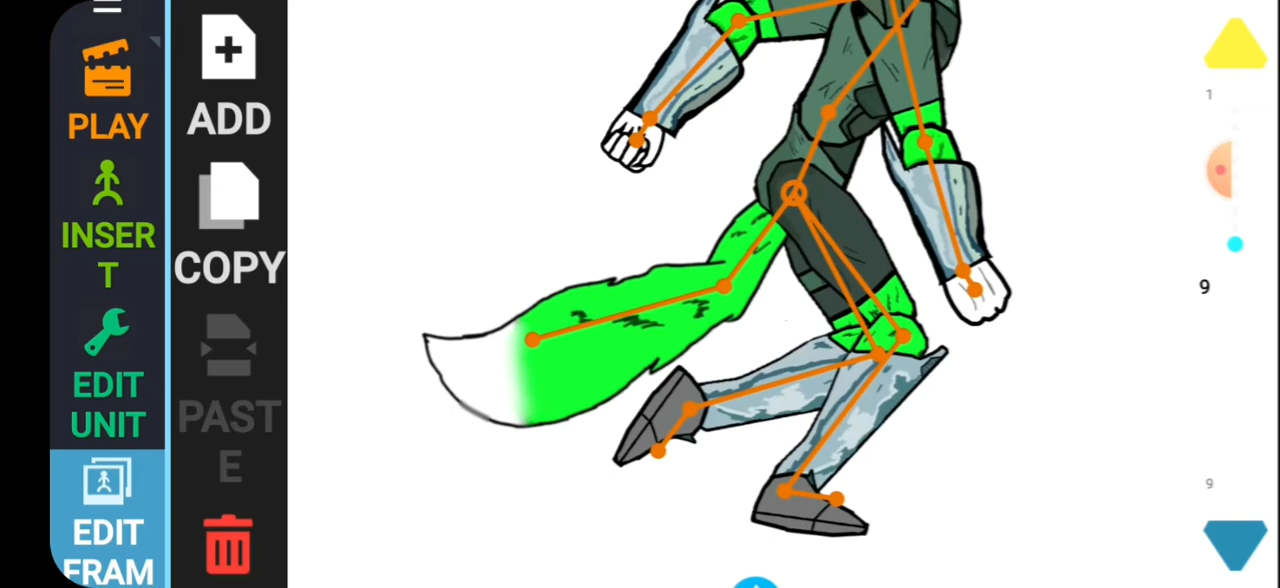 PLAY
INSER
T
EDIT
UNIT
EDIT
FRAM
ADD
COPY
PAST
E
1
9
9